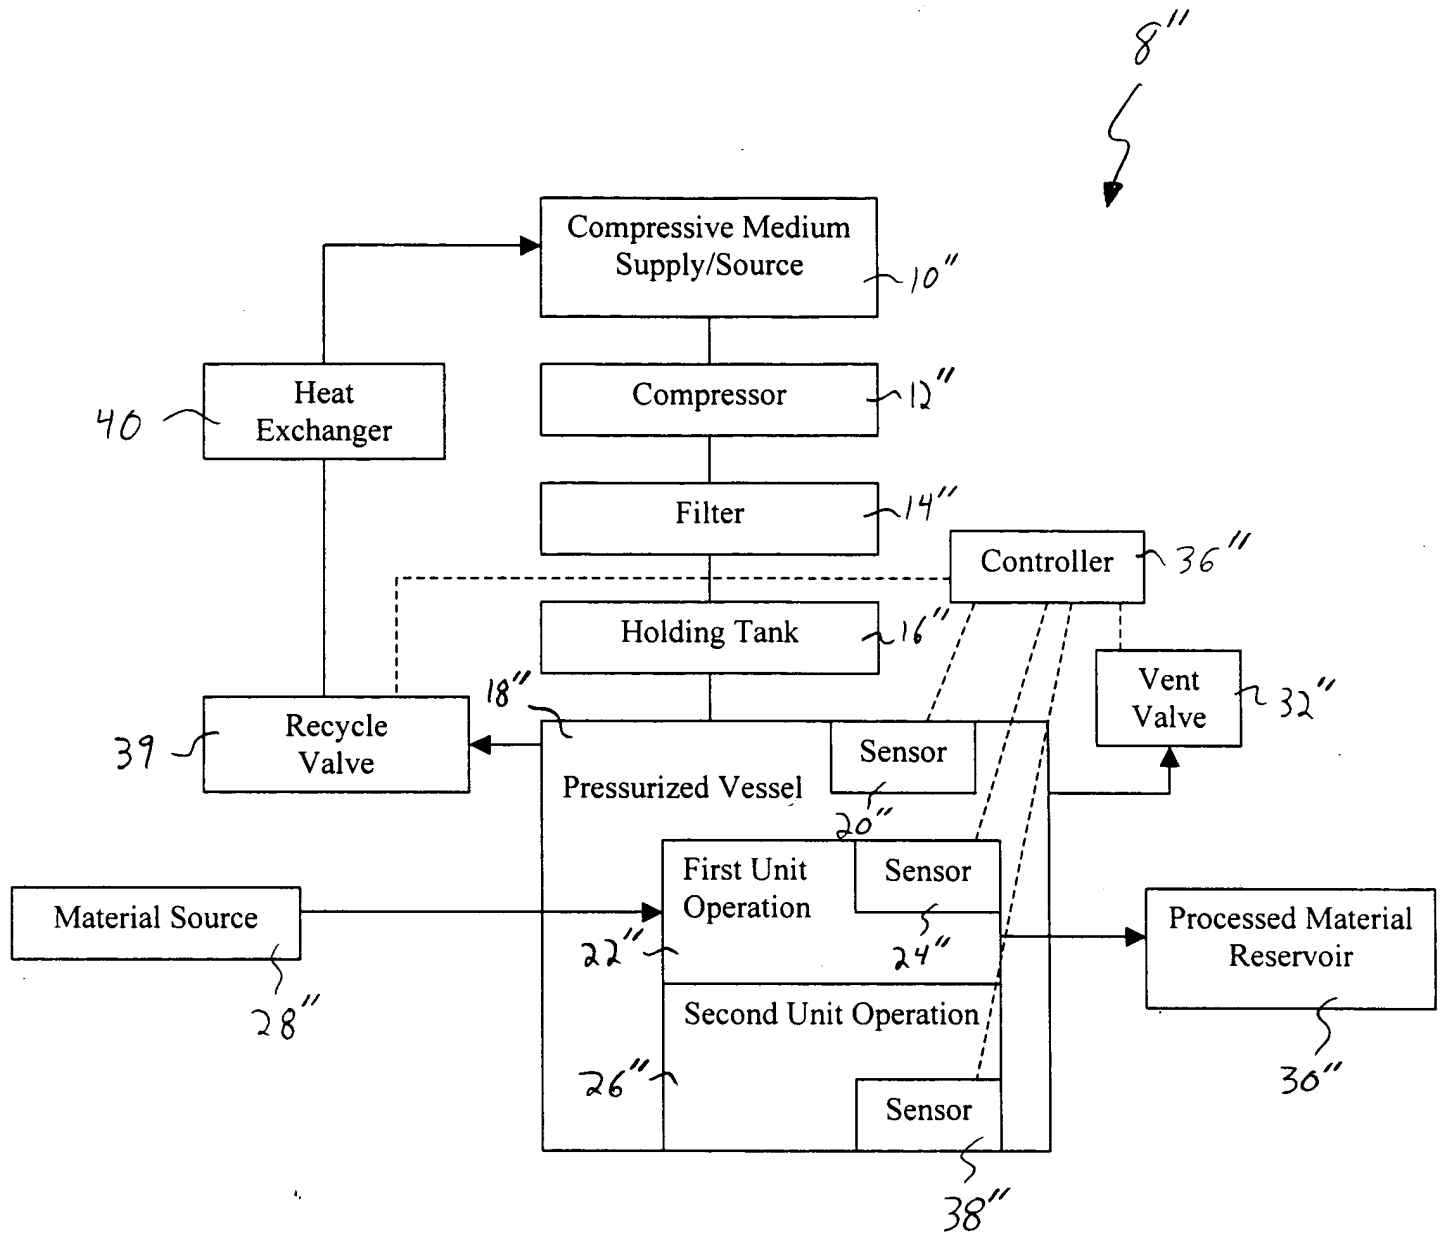 8"
Compressive Medium
Supply/Source
10"
Heat
Exchanger
40
Compressor
12"
Filter
14"
Controller
36"
Holding Tank
16"
18"
Vent
Valve
32"
Recycle
Valve
39
Sensor
20"
Pressurized Vessel
First Unit
Operation
22"
Sensor
24"
Material Source
28"
Processed Material
Reservoir
30"
Second Unit Operation
26"
Sensor
38"